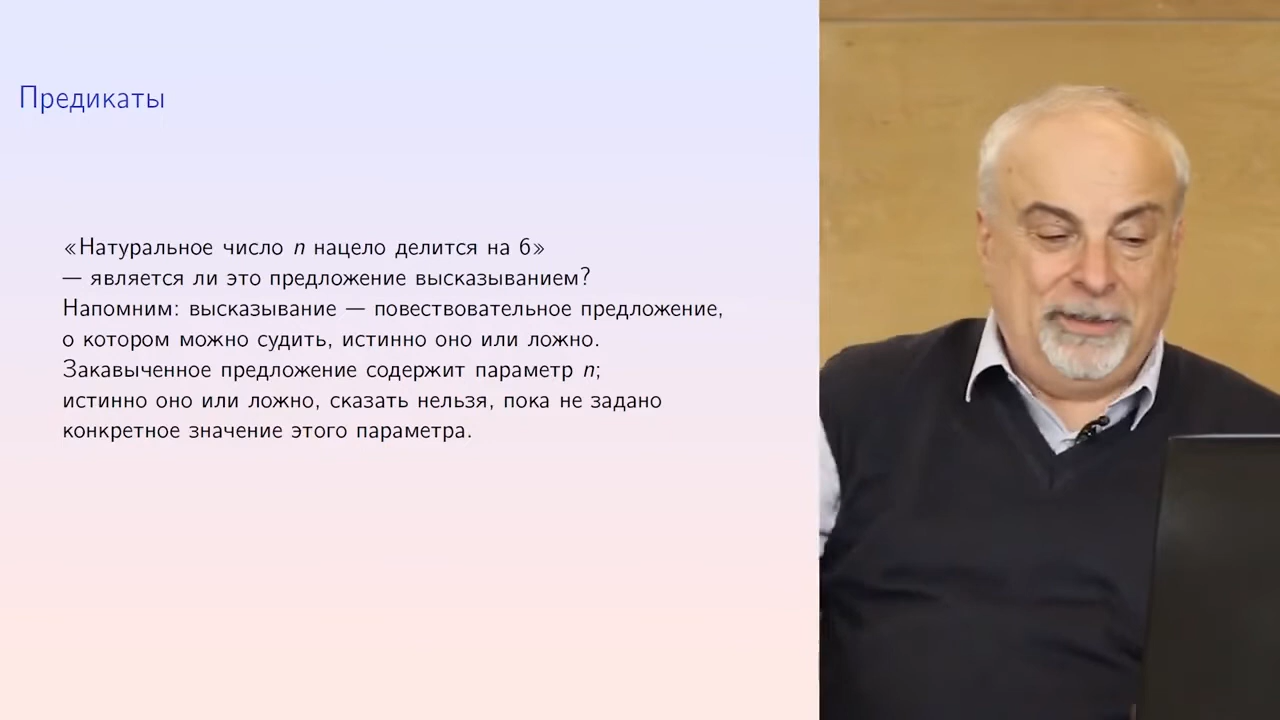 Предикаты
«Натуральное число n нацело делится на 6»
— является ли это предложение высказыванием?
Напомним: высказывание — повествовательное предложение,
о котором можно судить, истинно оно или ложно.
Закавыченное предложение содержит параметр n;
истинно оно или ложно, сказать нельзя, пока не задано
конкретное значение этого параметра.